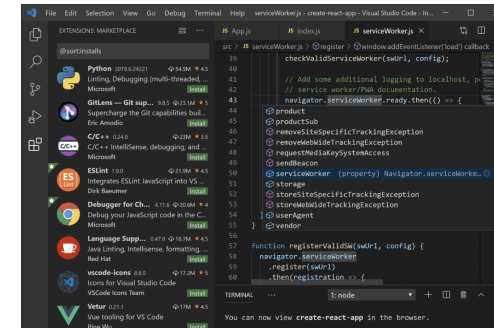 File Edit Selection View Go Debug Terminal Help serviceWorker.js - create-react-app - Visual Studio Code - In...
EXTENSIONS: MARKETPLACE
@sort:installs
Python 2019.6.24221 54.9M 4.5
Linting, Debugging (multi-threaded, ...
Microsoft Install
GitLens — Git sup... 9.8.5 23.1M 5
Supercharge the Git capabilities buil...
Eric Amodio Install
C/C++ 0.24.0 23M 3.5
C/C++ IntelliSense, debugging, and ...
Microsoft Install
ESLint 1.9.0 21.9M 4.5
Integrates ESLint JavaScript into VS ...
Dirk Baeumer Install
Debugger for Ch... 4.11.6 20.6M 4
Debug your JavaScript code in the C...
Microsoft Install
Language Supp... 0.47.0 18.7M 4.5
Java Linting, Intellisense, formatting, ...
Red Hat Install
vscode-icons 8.8.0 17.2M 5
Icons for Visual Studio Code
VSCode Icons Team Install
Vetur 0.21.1 17M 4.5
Vue tooling for VS Code
Pine Wu Install
JS App.js JS index.js JS serviceWorker.js ×
src > JS serviceWorker.js > register > window.addEventListener('load') callback
39 checkValidServiceWorker(swUrl, config);
40
41 // Add some additional logging to localhost, p
42 // service worker/PWA documentation.
43 navigator.serviceWorker.ready.then(() => {
44 product
45 productSub
46 removeSiteSpecificTrackingException
47 removeWebWideTrackingException
48 requestMediaKeySystemAccess
49 sendBeacon
50 serviceWorker (property) Navigator.serviceWorke...
51 storage
52 storeSiteSpecificTrackingException
53 storeWebWideTrackingException
54 } userAgent
55 } vendor
56
57 function registerValidSW(swUrl, config) {
58 navigator.serviceWorker
59 .register(swUrl)
60 .then(registration => {
TERMINAL ... 1: node
You can now view create-react-app in the browser.